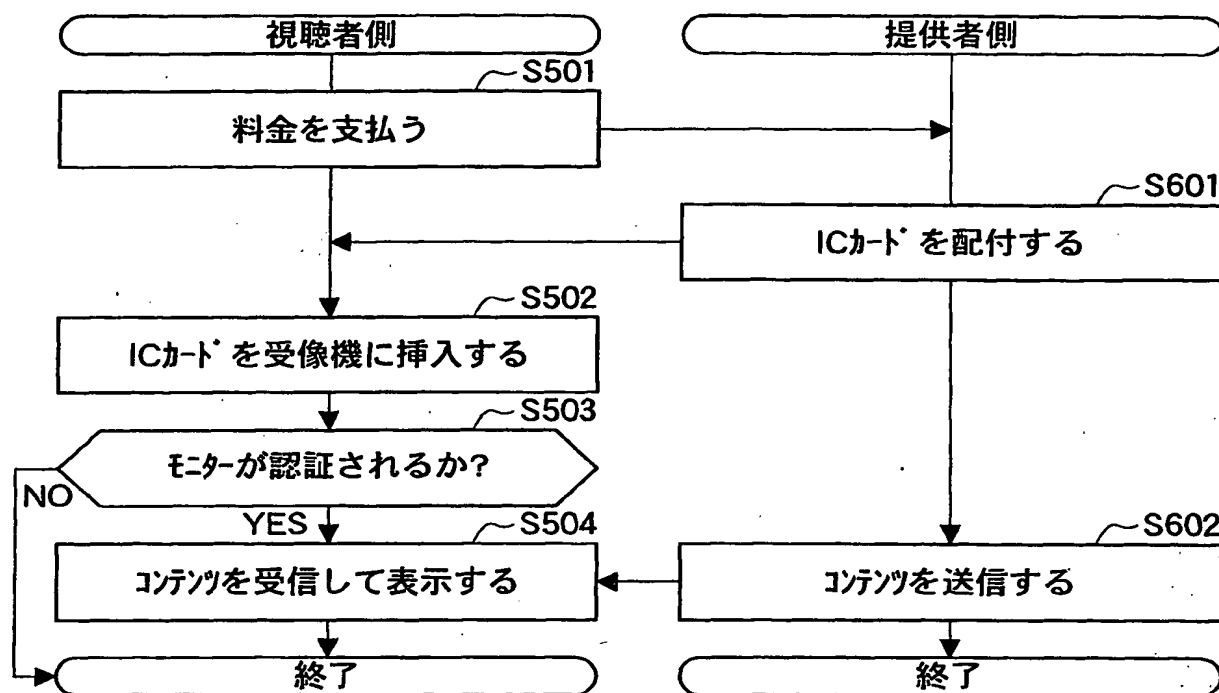 視聴者側
提供者側
S501
料金を支払う
S601
ICｶｰﾄﾞを配付する
S502
ICｶｰﾄﾞを受像機に挿入する
S503
ﾓﾆﾀｰが認証されるか?
NO
YES
S504
S602
ｺﾝﾃﾝﾂを受信して表示する
ｺﾝﾃﾝﾂを送信する
終了
終了